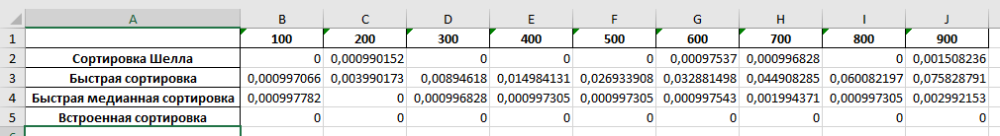 A B C D E F G H I J
1 100 200 300 400 500 600 700 800 900
2 Сортировка Шелла 0 0,000990152 0 0 0 0,00097537 0,000996828 0 0,001508236
3 Быстрая сортировка 0,000997066 0,003990173 0,00894618 0,014984131 0,026933908 0,032881498 0,044908285 0,060082197 0,075828791
4 Быстрая медианная сортировка 0,000997782 0 0,000996828 0,000997305 0,000997305 0,000997543 0,001994371 0,000997305 0,002992153
5 Встроенная сортировка 0 0 0 0 0 0 0 0 0